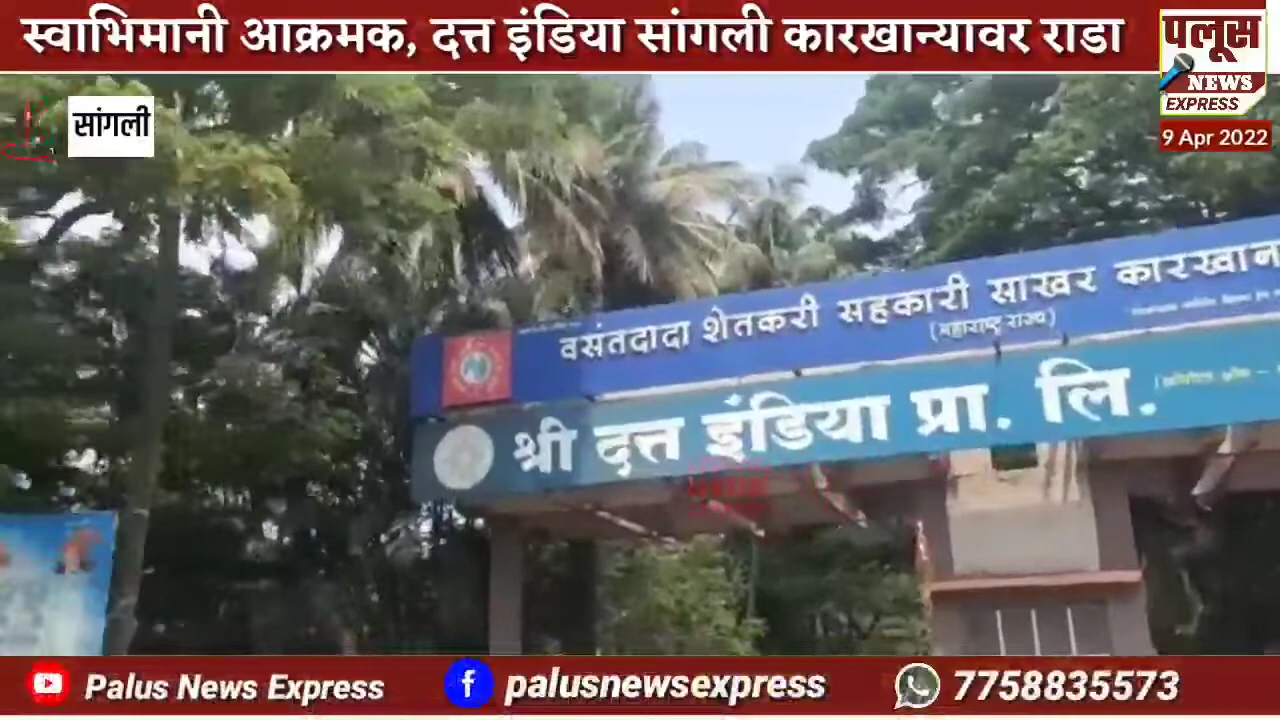 स्वाभिमानी आक्रमक, दत्त इंडिया सांगली कारखान्यावर राडा
पलूस
NEWS
EXPRESS
9 Apr 2022
सांगली
वसंतदादा शेतकरी सहकारी साखर कारखान
(महाराष्ट्र राज्य)
श्री दत्त इंडिया प्रा. लि.
Palus News Express
palusnewsexpress
7758835573